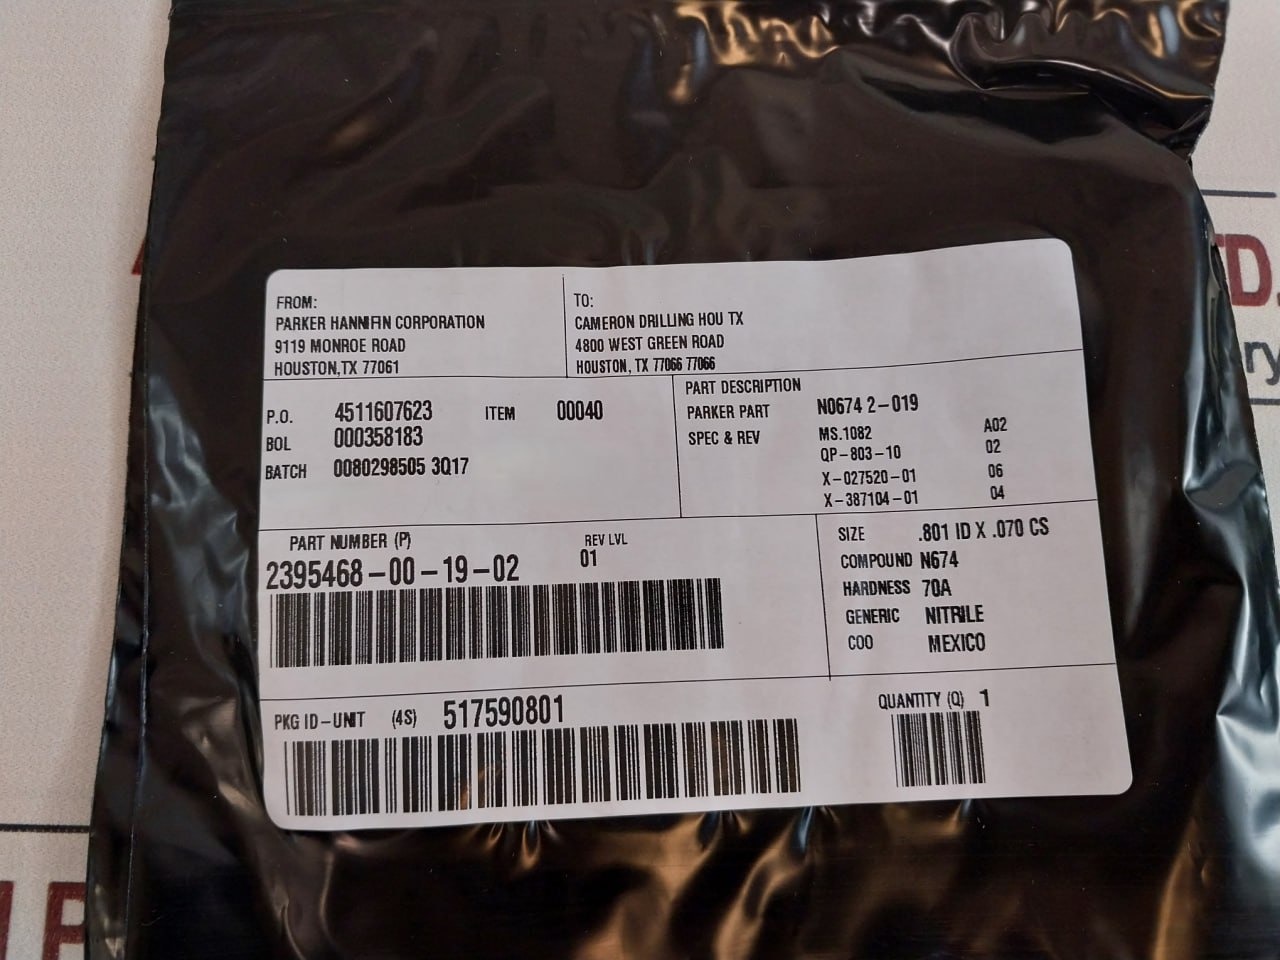 FROM:
PARKER HANNIFIN CORPORATION
9119 MONROE ROAD
HOUSTON,TX 77061
TO:
CAMERON DRILLING HOU TX
4800 WEST GREEN ROAD
HOUSTON, TX 77066 77066
P.O. 4511607623 ITEM 00040
BOL 000358183
BATCH 0080298505 3Q17
PART DESCRIPTION
PARKER PART N0674 2-019
SPEC & REV MS.1082 A02
QP-803-10 02
X-027520-01 06
X-387104-01 04
PART NUMBER (P) REV LVL
2395468-00-19-02 01
SIZE .801 ID X .070 CS
COMPOUND N674
HARDNESS 70A
GENERIC NITRILE
COO MEXICO
PKG ID-UNIT (4S) 517590801
QUANTITY (Q) 1